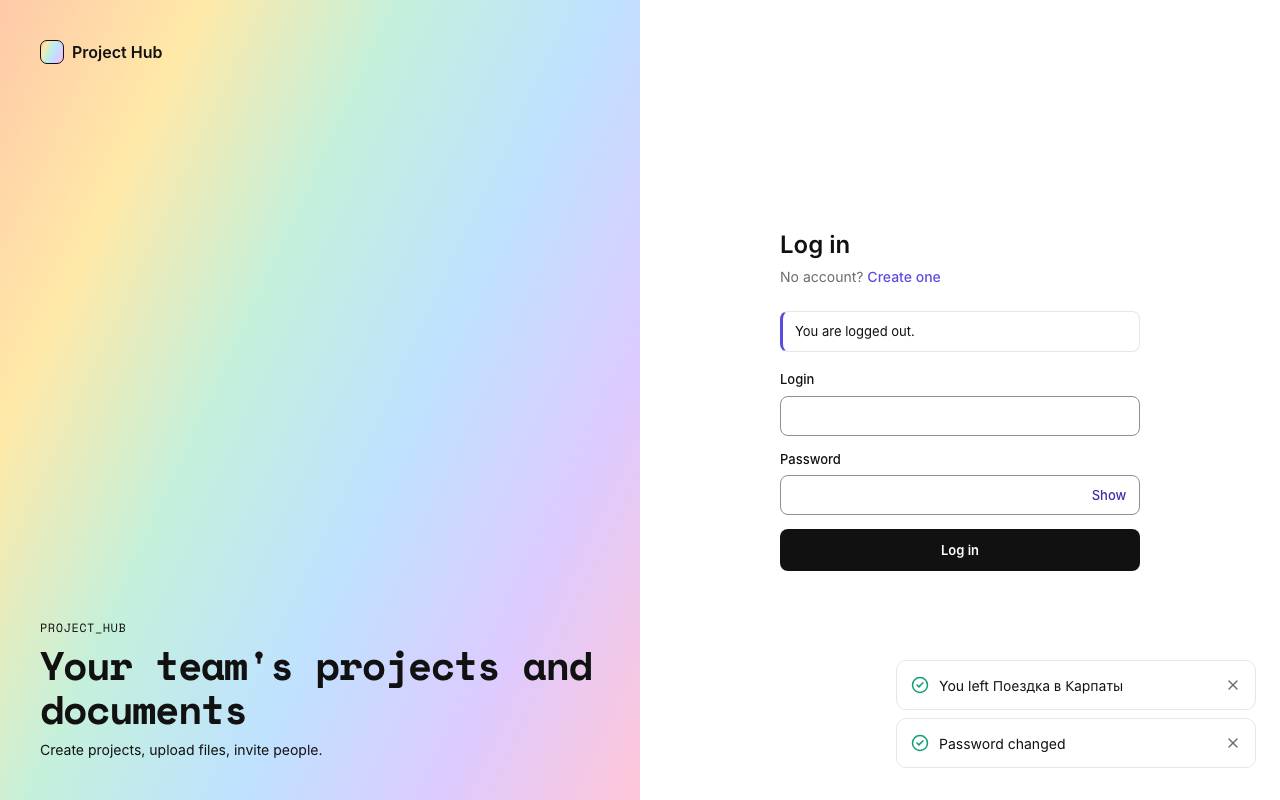 Project Hub
PROJECT_HUB
Your team's projects and
documents
Create projects, upload files, invite people.
Log in
No account? Create one
You are logged out.
Login
Password
Show
Log in
You left Поездка в Карпаты
Password changed